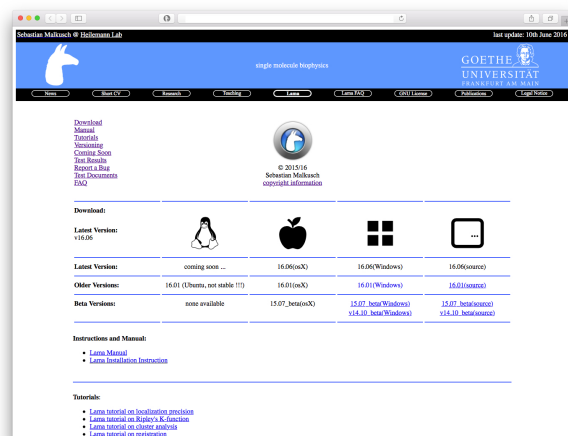 Sebastian Malkusch @ Heilemann Lab
last update: 10th June 2016
single molecule biophysics
GOETHE
UNIVERSITÄT
FRANKFURT AM MAIN
News Short CV Research Teaching Lama Lama FAQ GNU License Publications Legal Notice
Download
Manual
Tutorials
Versioning
Coming Soon
Test Results
Report a Bug
Test Documents
FAQ
© 2015/16
Sebastian Malkusch
copyright information
Download:
Latest Version:
v16.06
Latest Version: coming soon ... 16.06(osX) 16.06(Windows) 16.06(source)
Older Versions: 16.01 (Ubuntu, not stable !!!) 16.01(osX) 16.01(Windows) 16.01(source)
Beta Versions: none available 15.07_beta(osX) 15.07_beta(Windows) 15.07_beta(source)
v14.10_beta(Windows) v14.10_beta(source)
Instructions and Manual:
Lama Manual
Lama Installation Instruction
Tutorials:
Lama tutorial on localization precision
Lama tutorial on Ripley's K-function
Lama tutorial on cluster analysis
Lama tutorial on registration